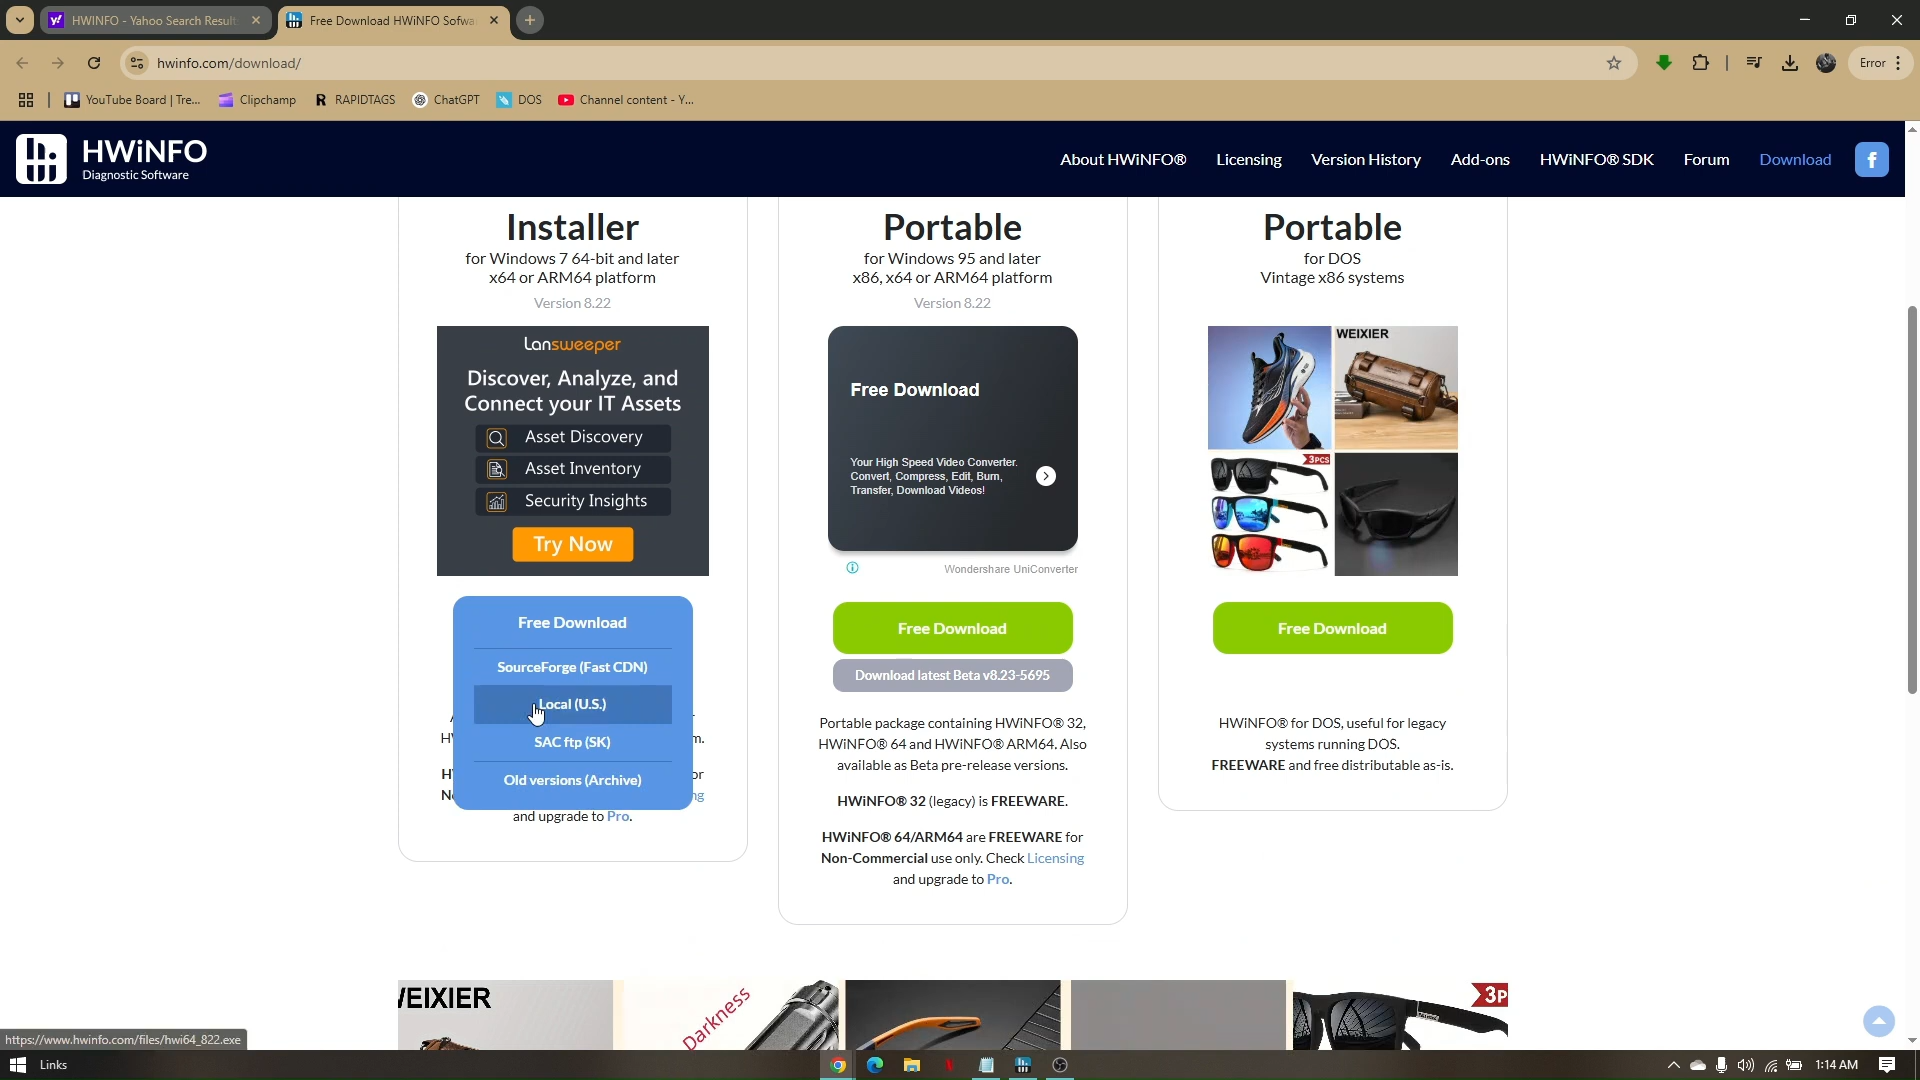 HWINFO - Yahoo Search Result
Free Download HWiNFO Sofwa
hwinfo.com/download/
Error
YouTube Board | Tre...
Clipchamp
RAPIDTAGS
ChatGPT
DOS
Channel content - Y...
HWiNFO
Diagnostic Software
About HWiNFO®
Licensing
Version History
Add-ons
HWiNFO® SDK
Forum
Download
Installer
for Windows 7 64-bit and later
x64 or ARM64 platform
Version 8.22
Lansweeper
Discover, Analyze, and
Connect your IT Assets
Asset Discovery
Asset Inventory
Security Insights
Try Now
Free Download
SourceForge (Fast CDN)
Local (U.S.)
SAC ftp (SK)
Old versions (Archive)
and upgrade to Pro.
Portable
for Windows 95 and later
x86, x64 or ARM64 platform
Version 8.22
Free Download
Your High Speed Video Converter.
Convert, Compress, Edit, Burn,
Transfer, Download Videos!
Wondershare UniConverter
Free Download
Download latest Beta v8.23-5695
Portable package containing HWiNFO® 32,
HWiNFO® 64 and HWiNFO® ARM64. Also
available as Beta pre-release versions.
HWiNFO® 32 (legacy) is FREEWARE.
HWiNFO® 64/ARM64 are FREEWARE for
Non-Commercial use only. Check Licensing
and upgrade to Pro.
Portable
for DOS
Vintage x86 systems
WEIXIER
3PCS
Free Download
HWiNFO® for DOS, useful for legacy
systems running DOS.
FREEWARE and free distributable as-is.
VEIXIER
Darkness
3P
https://www.hwinfo.com/files/hwi64_822.exe
Links
1:14 AM